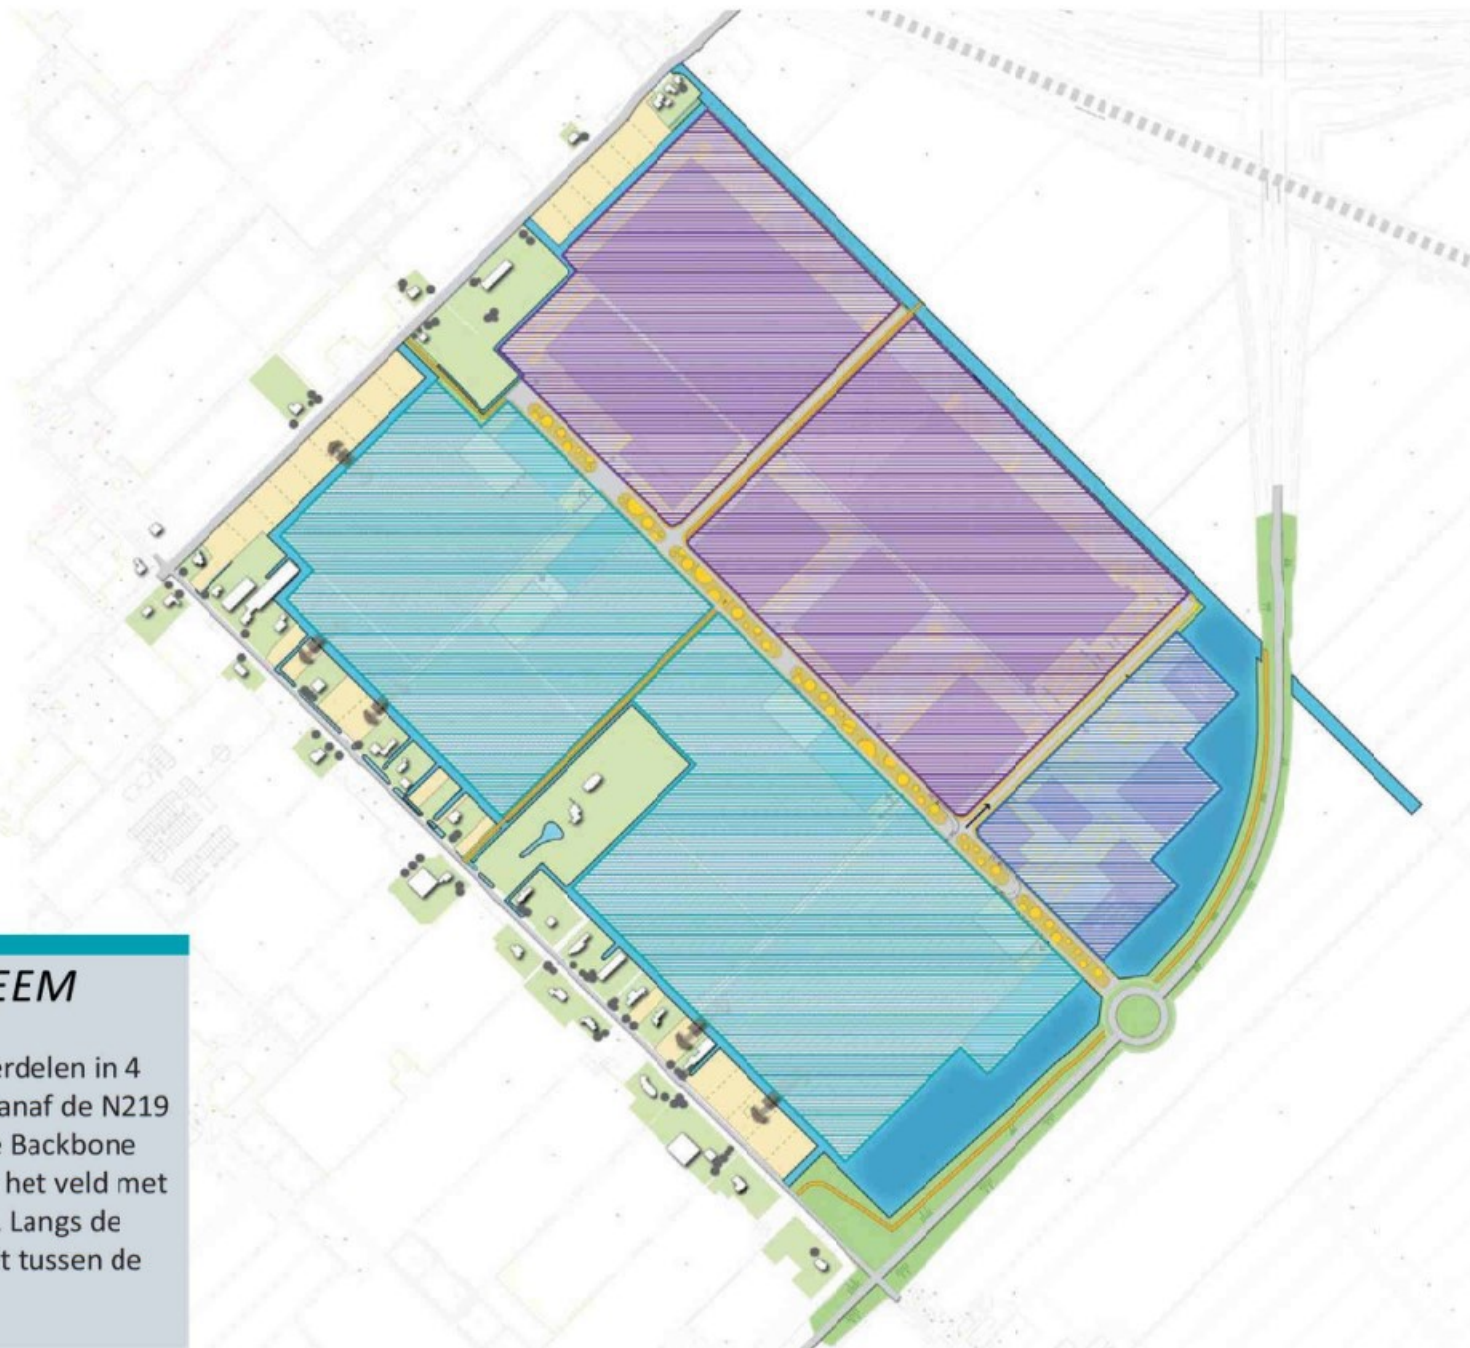 EEM
erdelen in 4
anaf de N219
e Backbone
het veld met
. Langs de
t tussen de